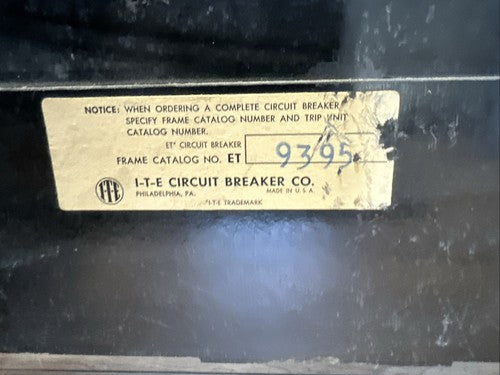 NOTICE: WHEN ORDERING A COMPLETE CIRCUIT BREAKER
SPECIFY FRAME CATALOG NUMBER AND TRIP UNIT
CATALOG NUMBER.
ET* CIRCUIT BREAKER
FRAME CATALOG NO. ET 9395
I-T-E
I-T-E CIRCUIT BREAKER CO.
PHILADELPHIA, PA. MADE IN U.S.A.
*I-T-E TRADEMARK